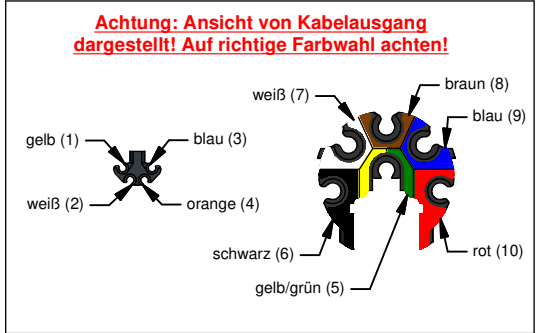 Achtung: Ansicht von Kabelausgang
dargestellt! Auf richtige Farbwahl achten!
gelb (1)
blau (3)
weiß (2)
orange (4)
weiß (7)
braun (8)
blau (9)
schwarz (6)
rot (10)
gelb/grün (5)